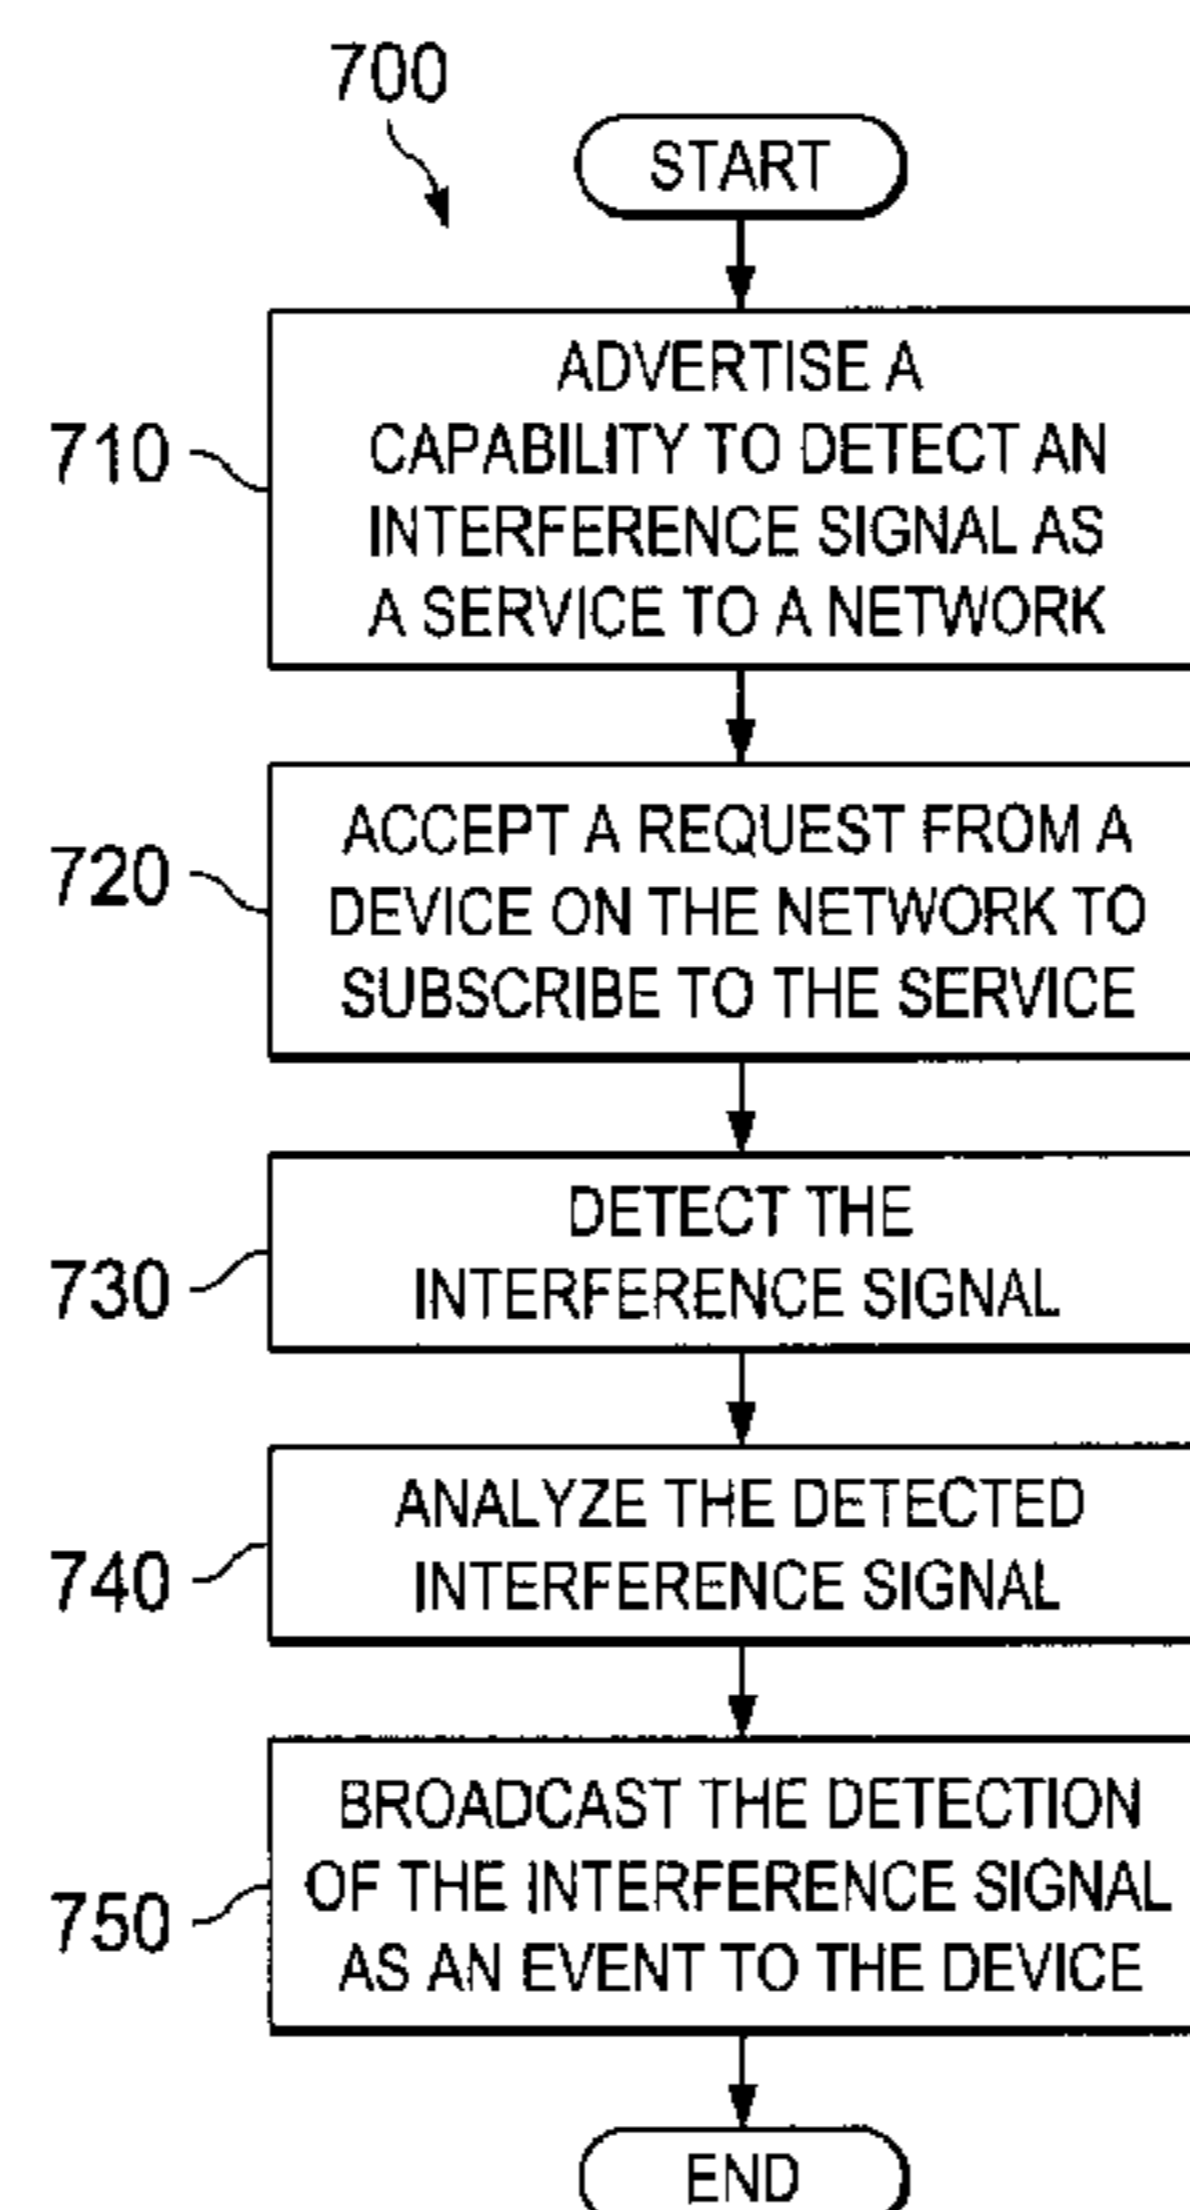 700
START
710
ADVERTISE A
CAPABILITY TO DETECT AN
INTERFERENCE SIGNAL AS
A SERVICE TO A NETWORK
720
ACCEPT A REQUEST FROM A
DEVICE ON THE NETWORK TO
SUBSCRIBE TO THE SERVICE
730
DETECT THE
INTERFERENCE SIGNAL
740
ANALYZE THE DETECTED
INTERFERENCE SIGNAL
750
BROADCAST THE DETECTION
OF THE INTERFERENCE SIGNAL
AS AN EVENT TO THE DEVICE
END